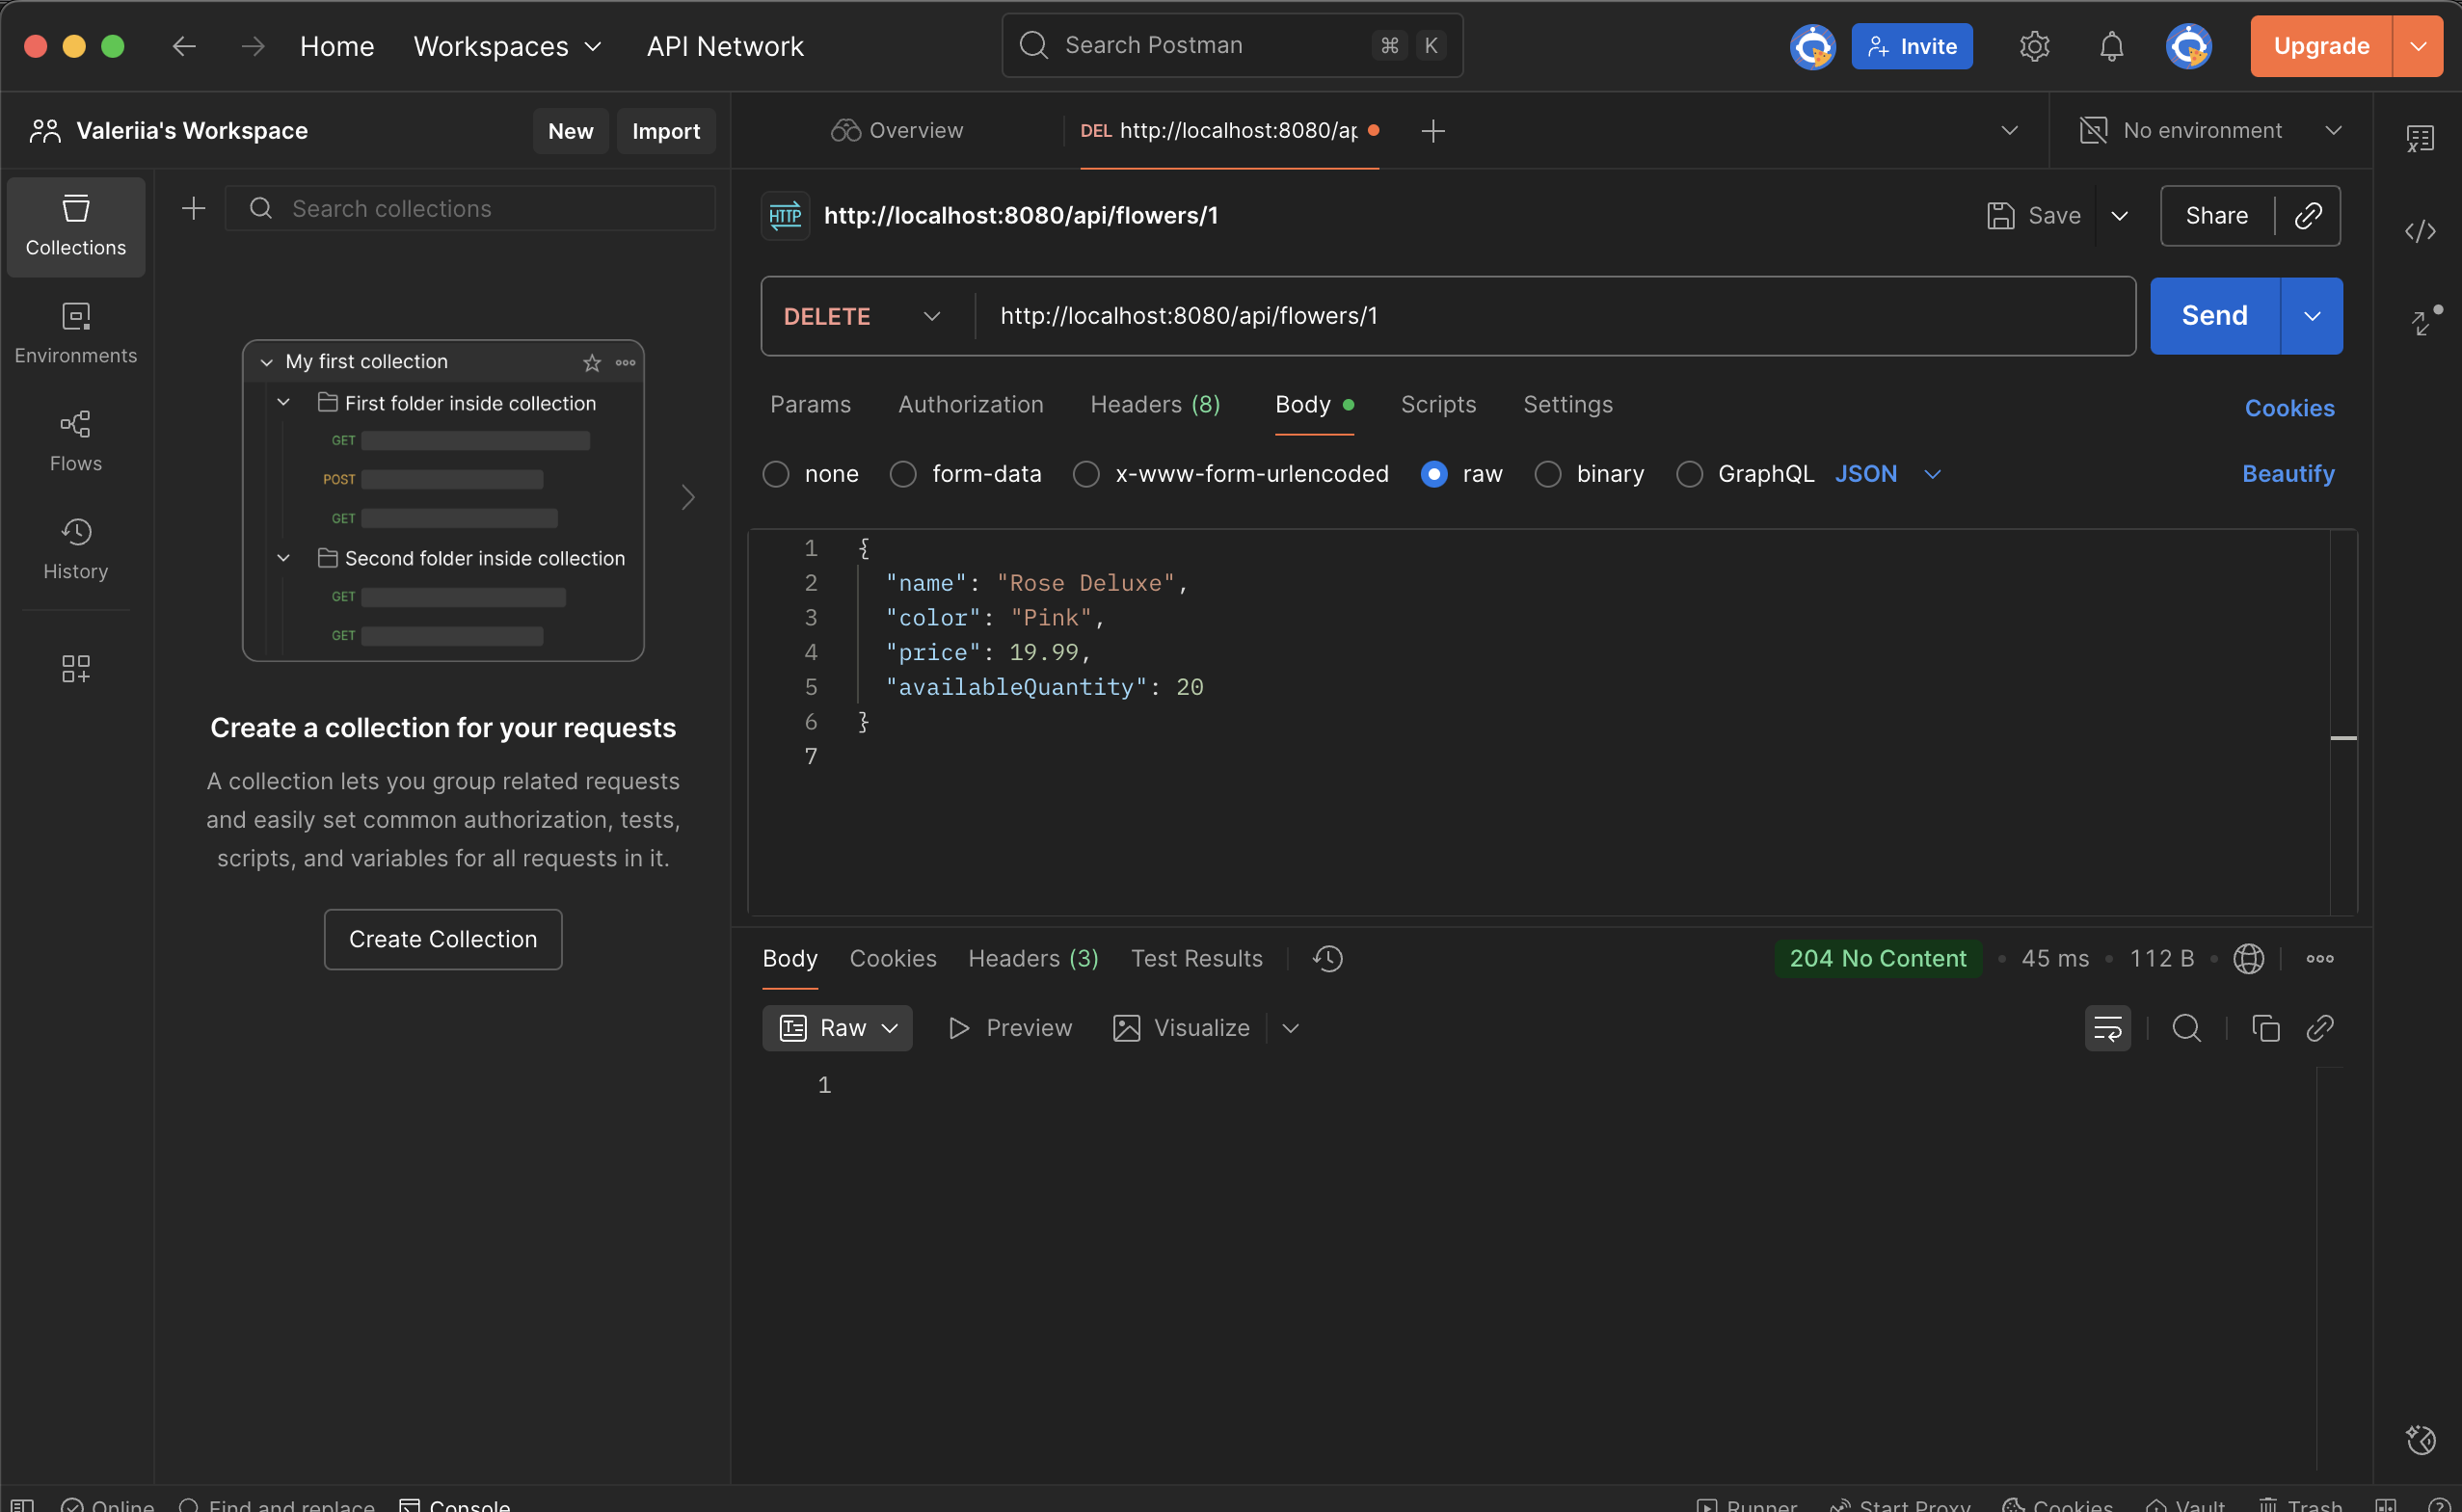 Home
Workspaces
API Network
Search Postman
⌘ K
Invite
Upgrade
Valeriia's Workspace
New
Import
Overview
DEL http://localhost:8080/ap
No environment
Collections
Environments
Flows
History
Search collections
My first collection
First folder inside collection
GET
POST
GET
Second folder inside collection
GET
GET
Create a collection for your requests
A collection lets you group related requests
and easily set common authorization, tests,
scripts, and variables for all requests in it.
Create Collection
HTTP
http://localhost:8080/api/flowers/1
Save
Share
DELETE
http://localhost:8080/api/flowers/1
Send
Params
Authorization
Headers (8)
Body
Scripts
Settings
Cookies
none
form-data
x-www-form-urlencoded
raw
binary
GraphQL
JSON
Beautify
1 {
2 "name": "Rose Deluxe",
3 "color": "Pink",
4 "price": 19.99,
5 "availableQuantity": 20
6 }
7
Body
Cookies
Headers (3)
Test Results
204 No Content
45 ms
112 B
Raw
Preview
Visualize
1
Online
Find and replace
Console
Runner
Start Proxy
Cookies
Vault
Trash